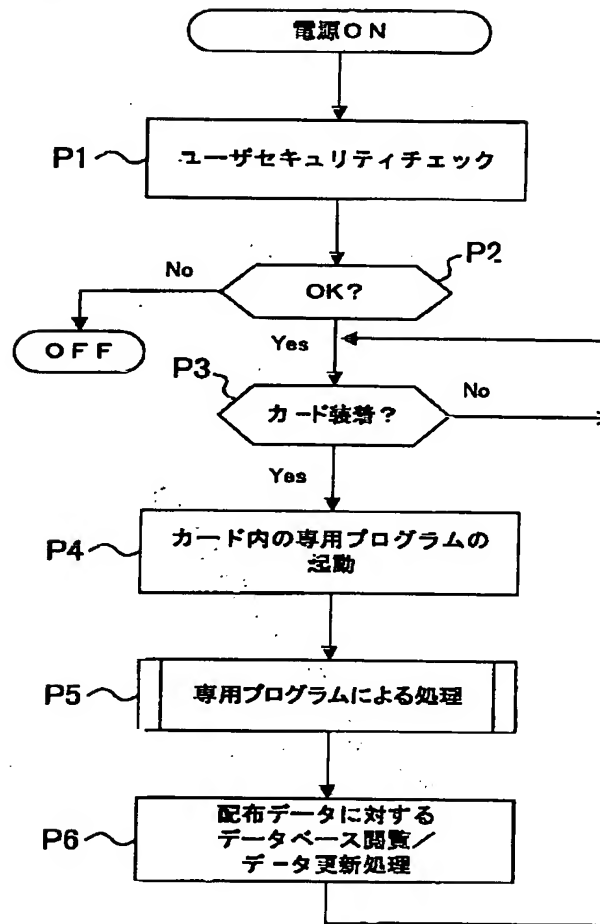 電源ON
P1
ユーザセキュリティチェック
P2
No
OK?
Yes
OFF
P3
カード装着?
No
Yes
P4
カード内の専用プログラムの
起動
P5
専用プログラムによる処理
P6
配布データに対する
データベース閲覧／
データ更新処理